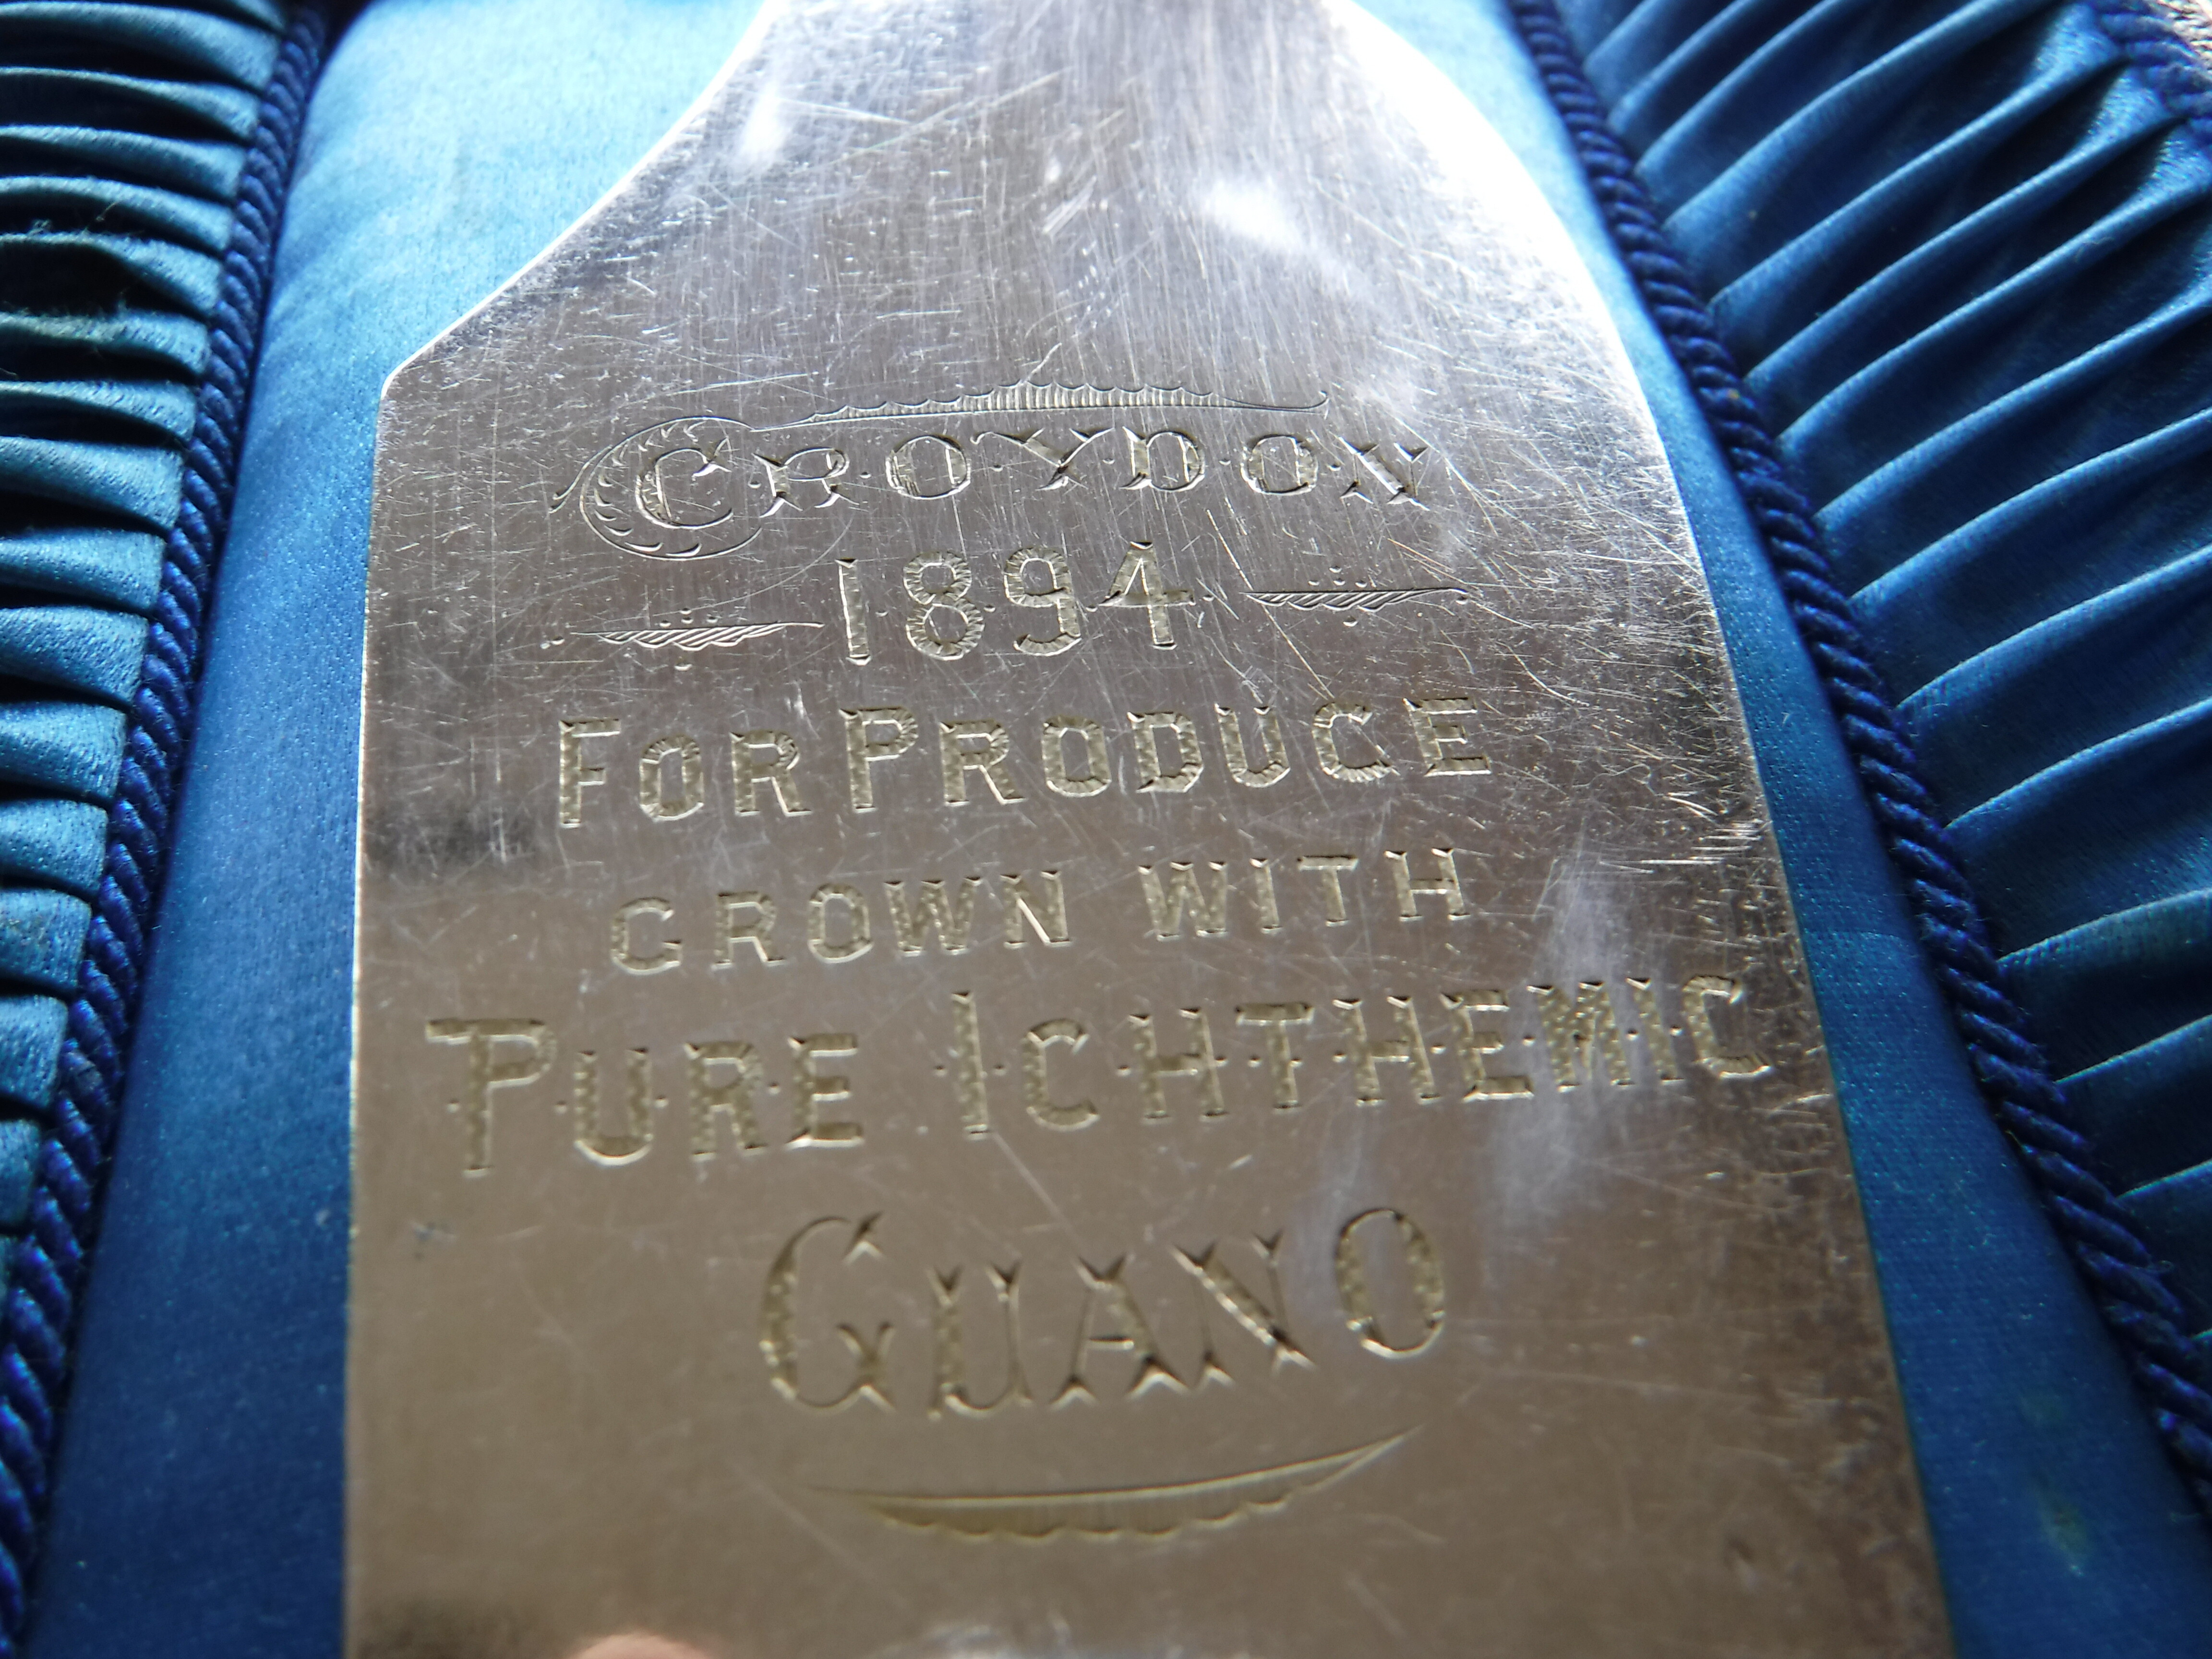 CROYDON
1894
FOR PRODUCE
GROWN WITH
PURE ICHTHEMIC
GUANO